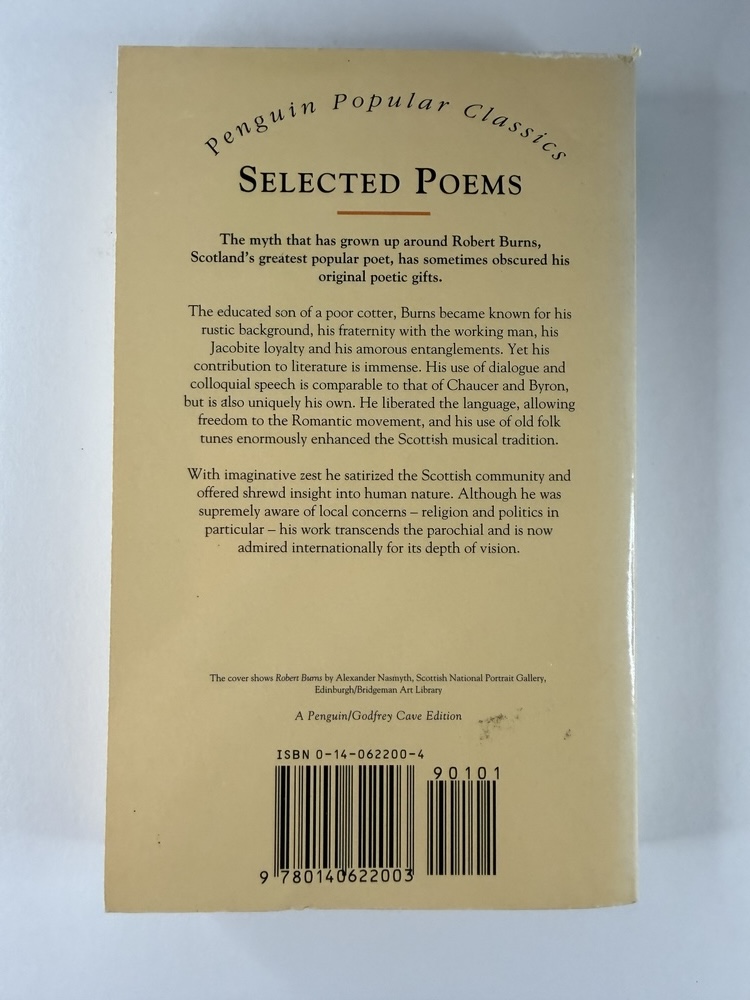 Penguin Popular Classics
SELECTED POEMS
The myth that has grown up around Robert Burns,
Scotland's greatest popular poet, has sometimes obscured his
original poetic gifts.
The educated son of a poor cotter, Burns became known for his
rustic background, his fraternity with the working man, his
Jacobite loyalty and his amorous entanglements. Yet his
contribution to literature is immense. His use of dialogue and
colloquial speech is comparable to that of Chaucer and Byron,
but is also uniquely his own. He liberated the language, allowing
freedom to the Romantic movement, and his use of old folk
tunes enormously enhanced the Scottish musical tradition.
With imaginative zest he satirized the Scottish community and
offered shrewd insight into human nature. Although he was
supremely aware of local concerns – religion and politics in
particular – his work transcends the parochial and is now
admired internationally for its depth of vision.
The cover shows Robert Burns by Alexander Nasmyth, Scottish National Portrait Gallery,
Edinburgh/Bridgeman Art Library
A Penguin/Godfrey Cave Edition
ISBN 0-14-062200-4
90101
9 780140 622003